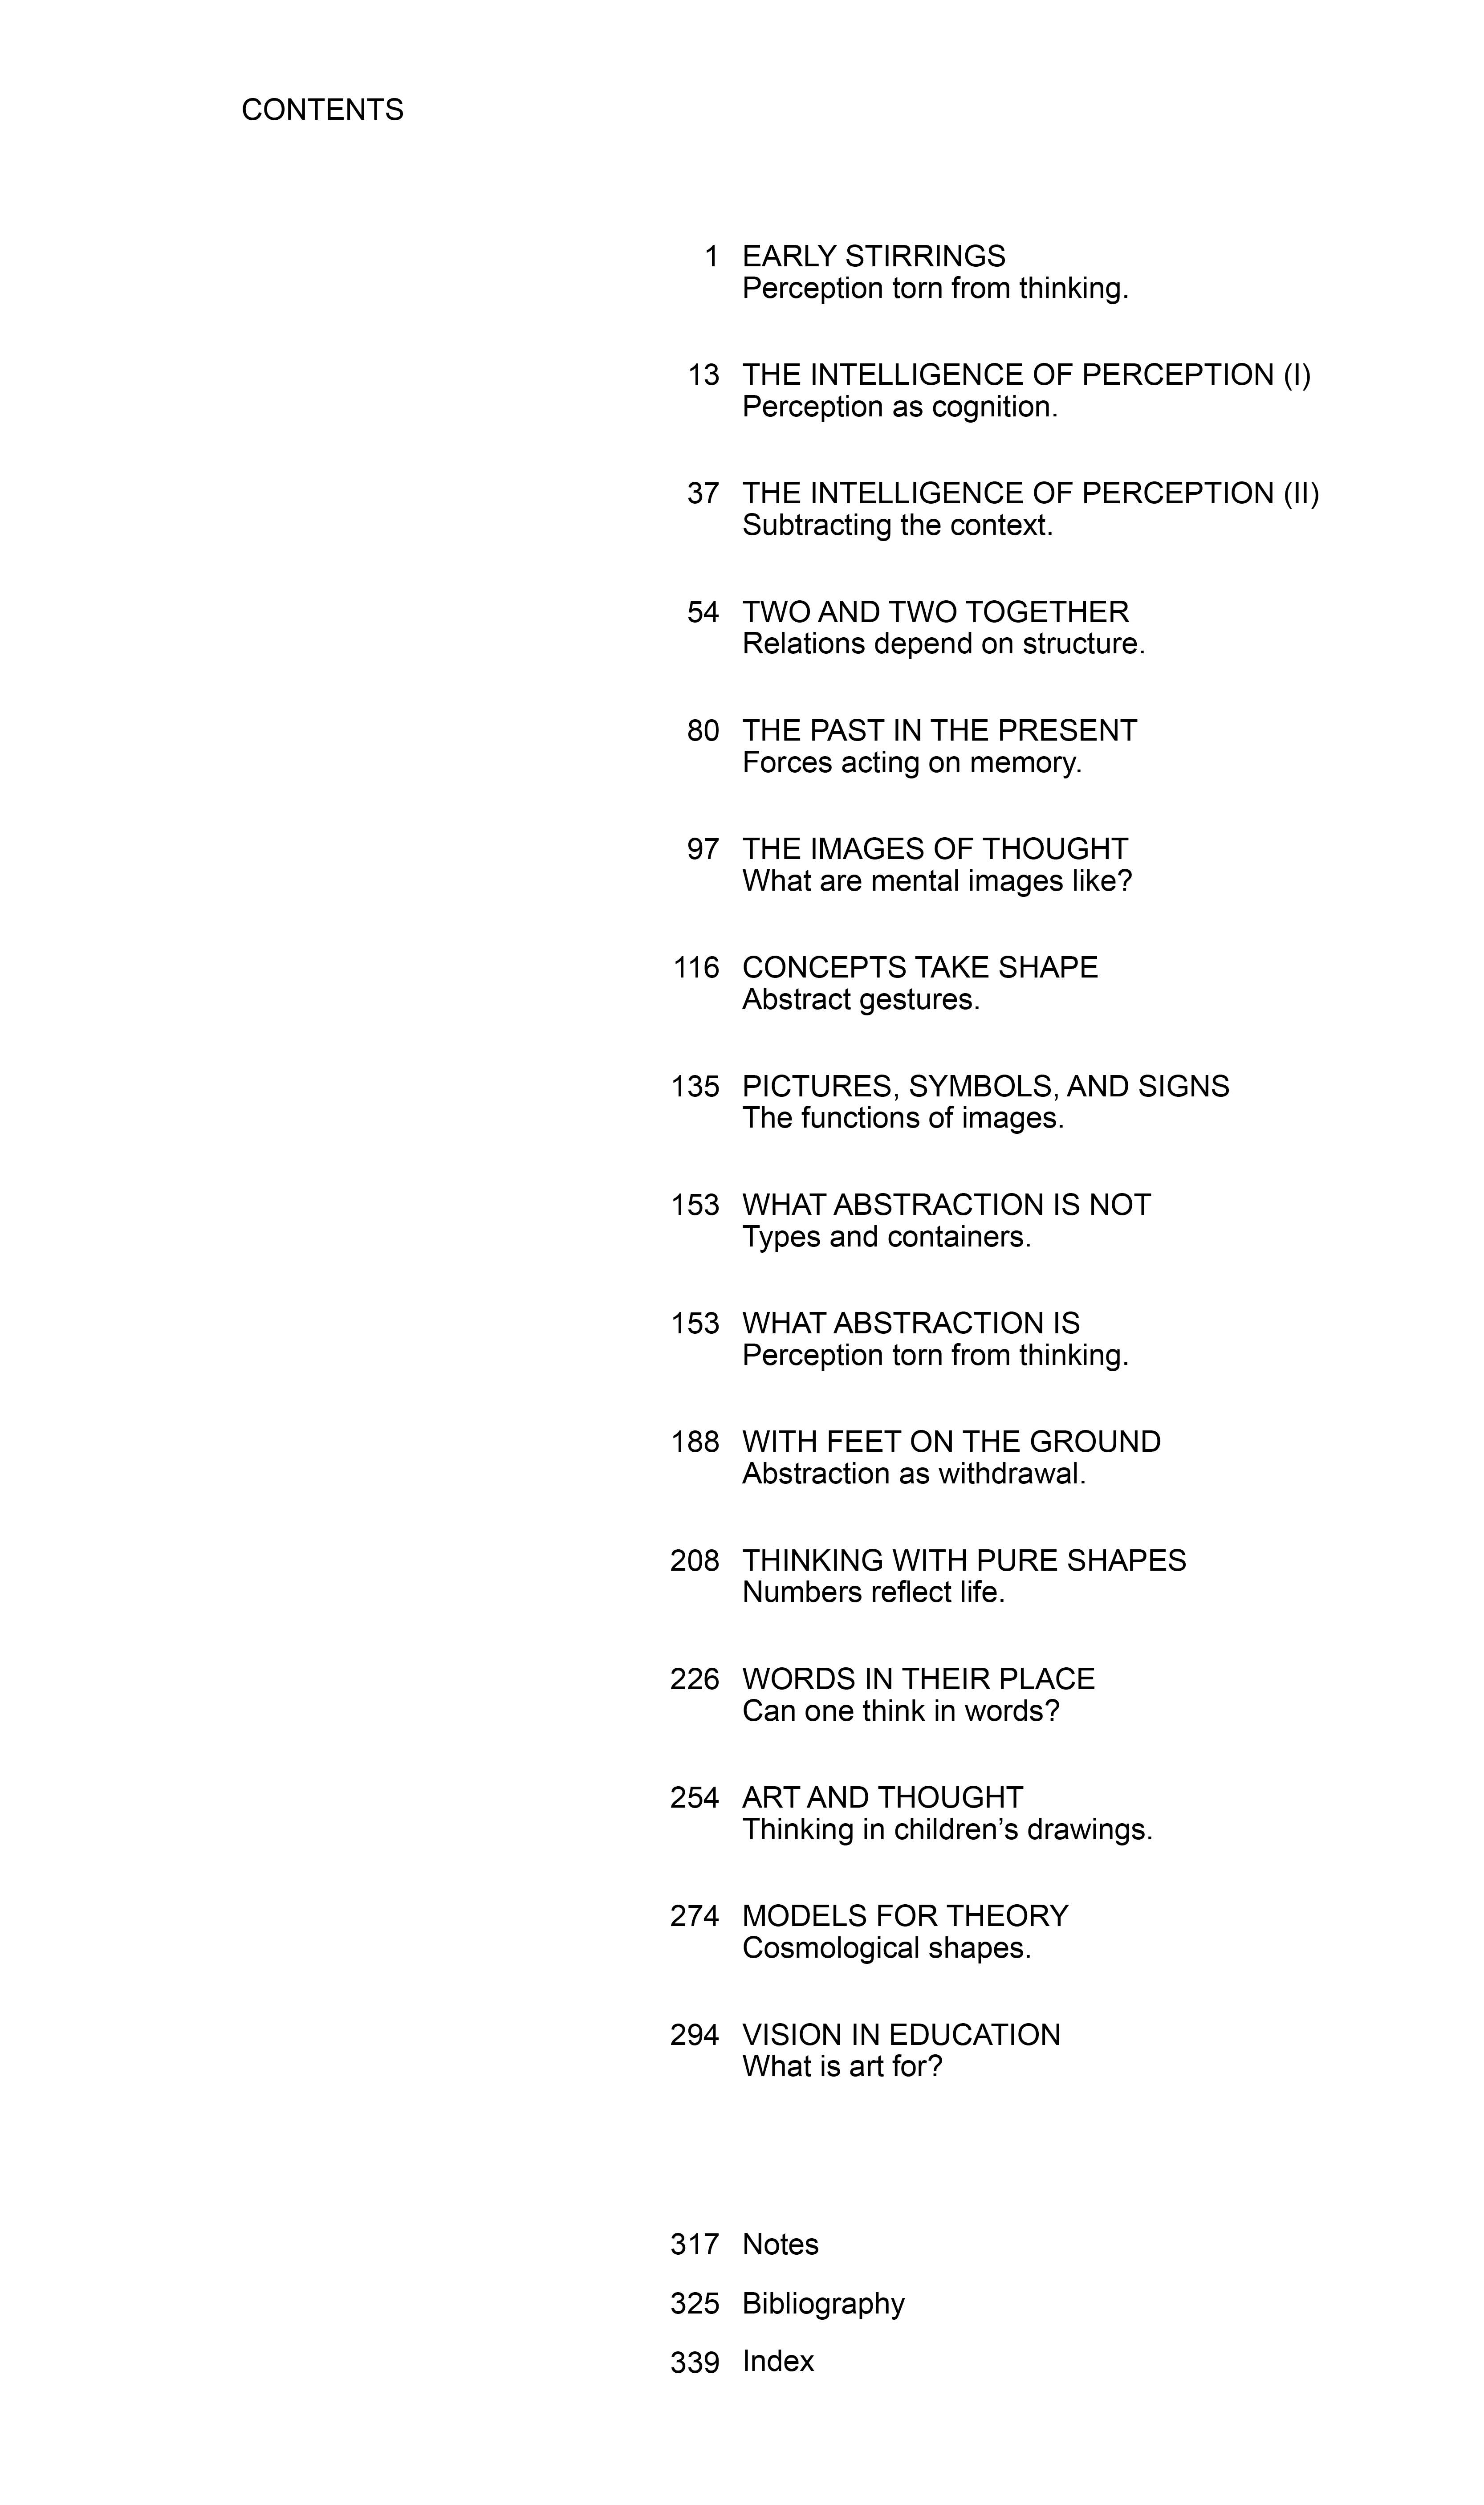 CONTENTS
1 EARLY STIRRINGS
Perception torn from thinking.
13 THE INTELLIGENCE OF PERCEPTION (I)
Perception as cognition.
37 THE INTELLIGENCE OF PERCEPTION (II)
Subtracting the context.
54 TWO AND TWO TOGETHER
Relations depend on structure.
80 THE PAST IN THE PRESENT
Forces acting on memory.
97 THE IMAGES OF THOUGHT
What are mental images like?
116 CONCEPTS TAKE SHAPE
Abstract gestures.
135 PICTURES, SYMBOLS, AND SIGNS
The functions of images.
153 WHAT ABSTRACTION IS NOT
Types and containers.
153 WHAT ABSTRACTION IS
Perception torn from thinking.
188 WITH FEET ON THE GROUND
Abstraction as withdrawal.
208 THINKING WITH PURE SHAPES
Numbers reflect life.
226 WORDS IN THEIR PLACE
Can one think in words?
254 ART AND THOUGHT
Thinking in children’s drawings.
274 MODELS FOR THEORY
Cosmological shapes.
294 VISION IN EDUCATION
What is art for?
317 Notes
325 Bibliography
339 Index